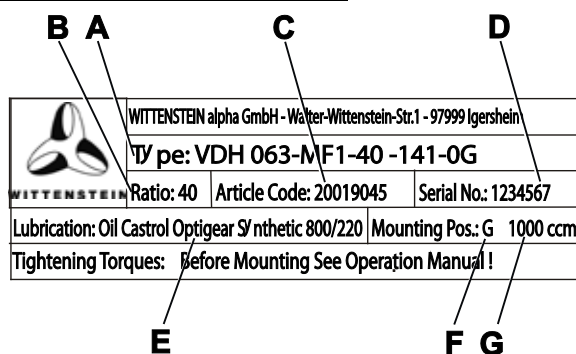 B A C D
WITTENSTEIN alpha GmbH - Walter-Wittenstein-Str.1 - 97999 Igersheim
Type: VDH 063-MF1-40 -141-0G
WITTENSTEIN Ratio: 40 Article Code: 20019045 Serial No.: 1234567
Lubrication: Oil Castrol Optigear Synthetic 800/220 Mounting Pos.: G 1000 ccm
Tightening Torques: Before Mounting See Operation Manual !
E F G